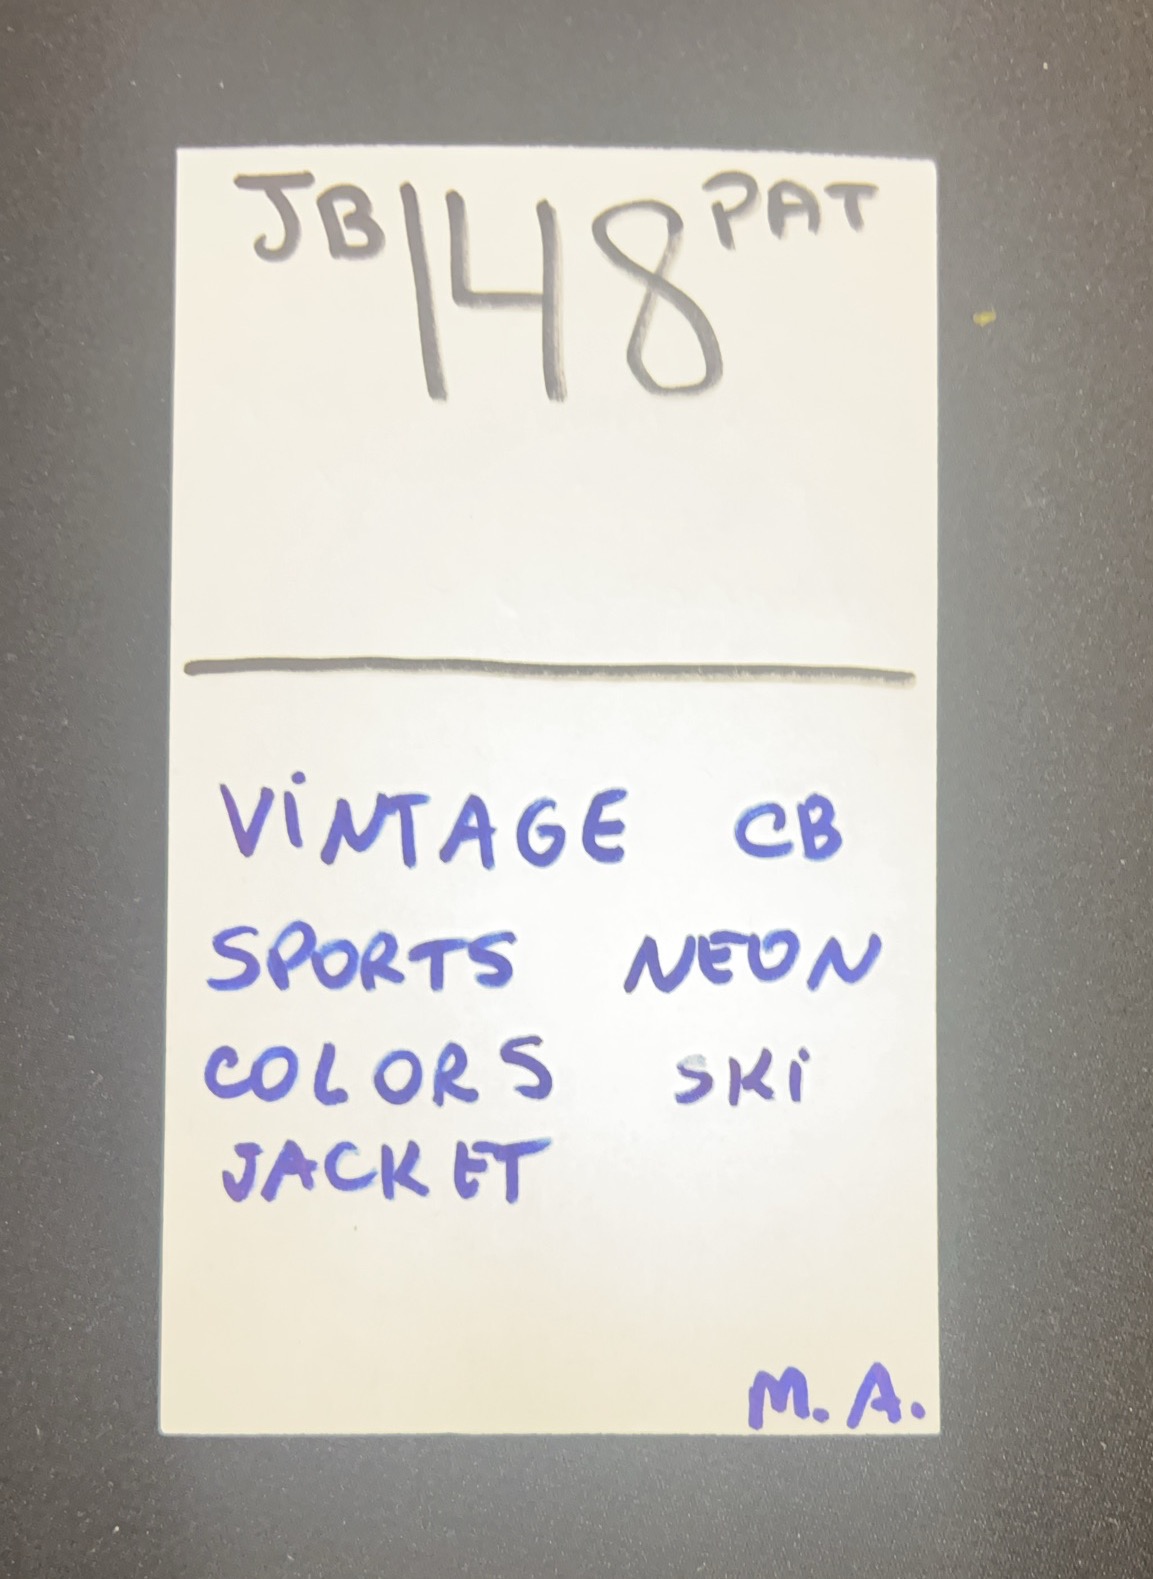 JB 148 PAT
VINTAGE CB
SPORTS NEON
COLORS SKI
JACKET
M.A.